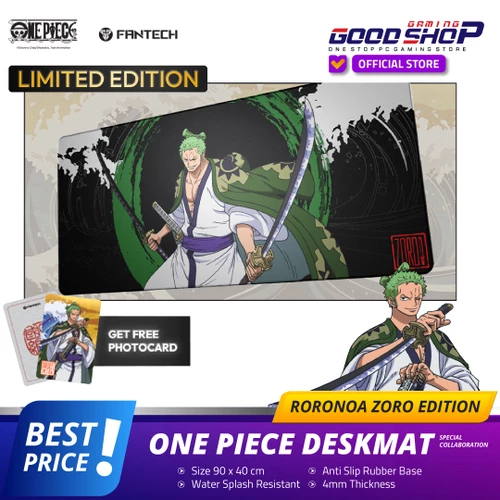 ONE PIECE
FANTECH
GAMING
GOOD SHOP
ONE STOP PC GAMING STORE
OFFICIAL STORE
LIMITED EDITION
ZORO
FANTECH
GET FREE
PHOTOCARD
RORONOA ZORO EDITION
BEST
PRICE!
ONE PIECE DESKMAT
SPECIAL
COLLABORATION
Size 90 x 40 cm
Anti Slip Rubber Base
Water Splash Resistant
4mm Thickness